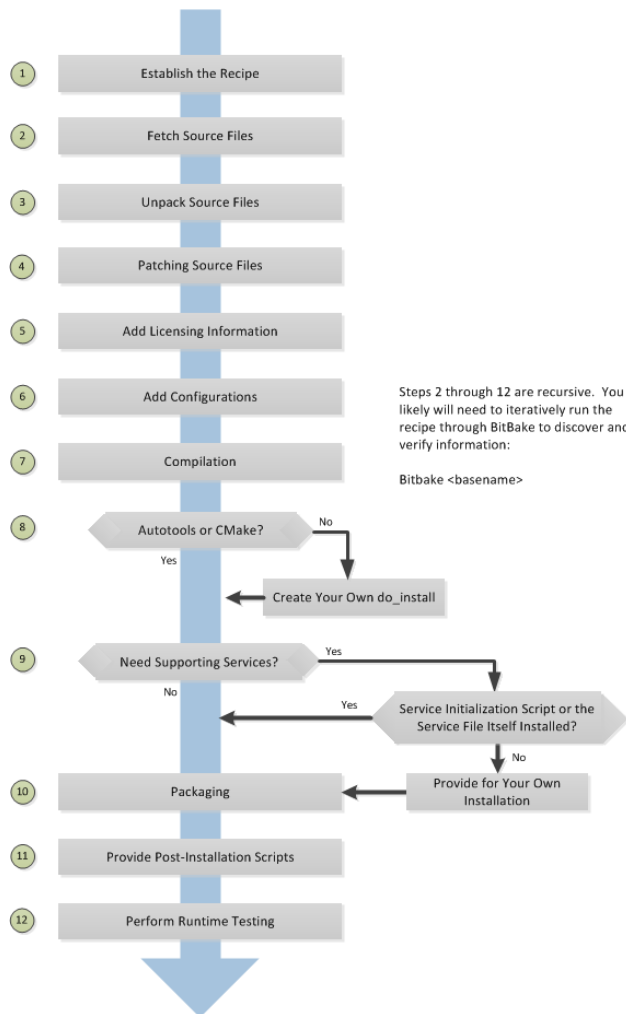 1
Establish the Recipe
2
Fetch Source Files
3
Unpack Source Files
4
Patching Source Files
5
Add Licensing Information
6
Add Configurations
Steps 2 through 12 are recursive. You
likely will need to iteratively run the
recipe through BitBake to discover and
verify information:
Bitbake <basename>
7
Compilation
8
Autotools or CMake?
No
Yes
Create Your Own do_install
9
Need Supporting Services?
Yes
No
Yes
Service Initialization Script or the
Service File Itself Installed?
No
10
Packaging
Provide for Your Own
Installation
11
Provide Post-Installation Scripts
12
Perform Runtime Testing